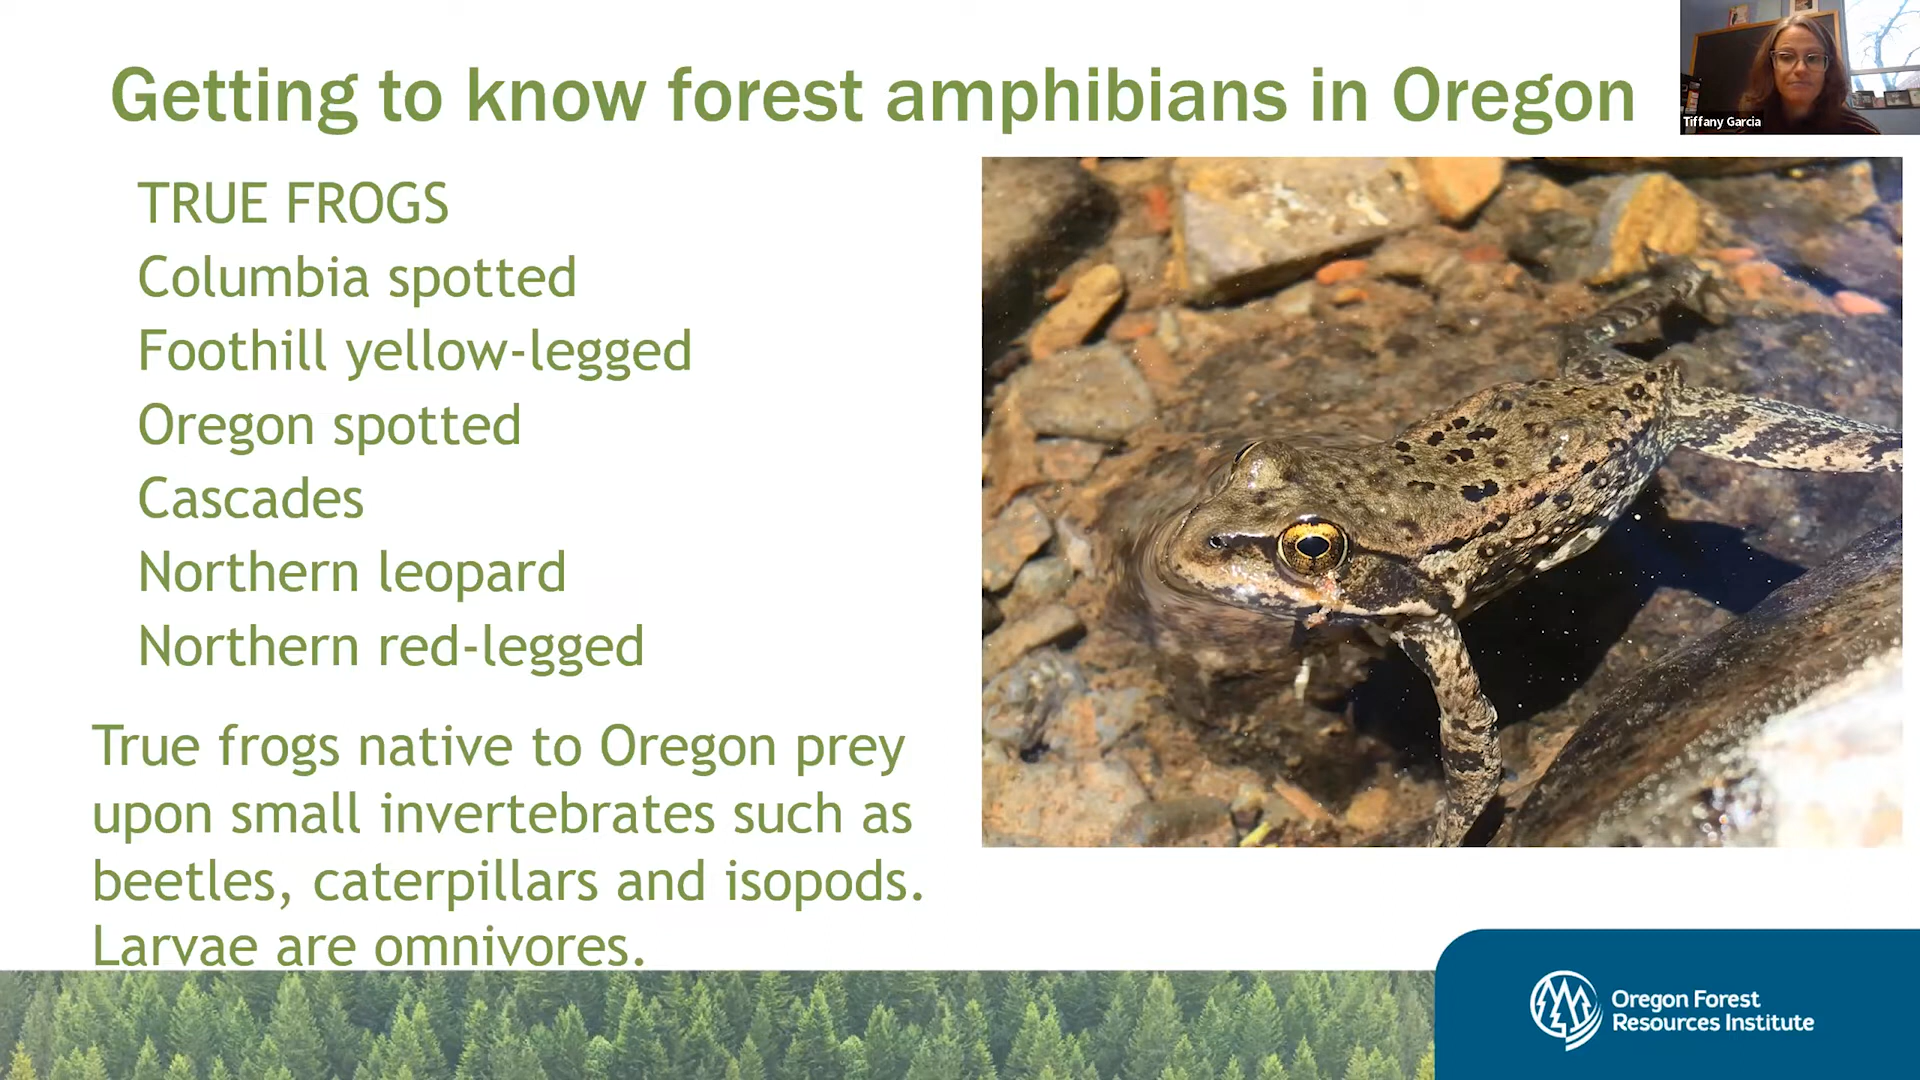 Getting to know forest amphibians in Oregon
Tiffany Garcia
TRUE FROGS
Columbia spotted
Foothill yellow-legged
Oregon spotted
Cascades
Northern leopard
Northern red-legged
True frogs native to Oregon prey
upon small invertebrates such as
beetles, caterpillars and isopods.
Larvae are omnivores.
Oregon Forest
Resources Institute